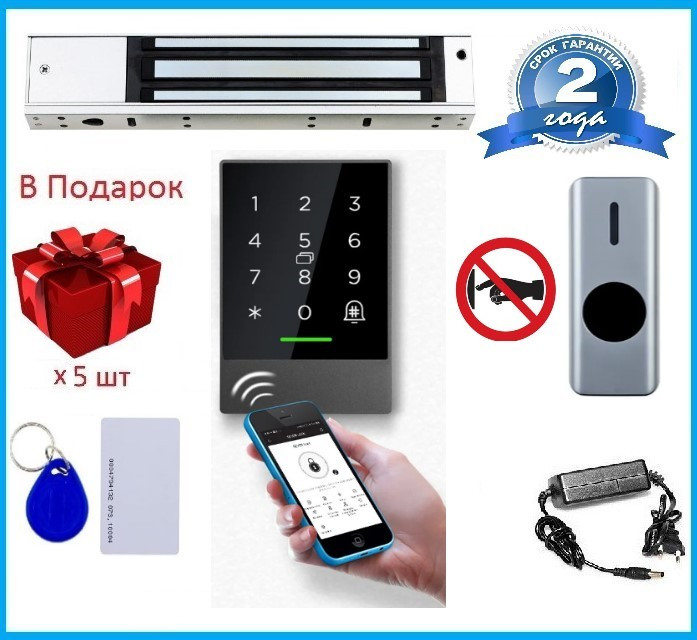 СРОК ГАРАНТИИ
2
года
В Подарок
x 5 шт
1 2 3
4 5 6
7 8 9
* 0 #